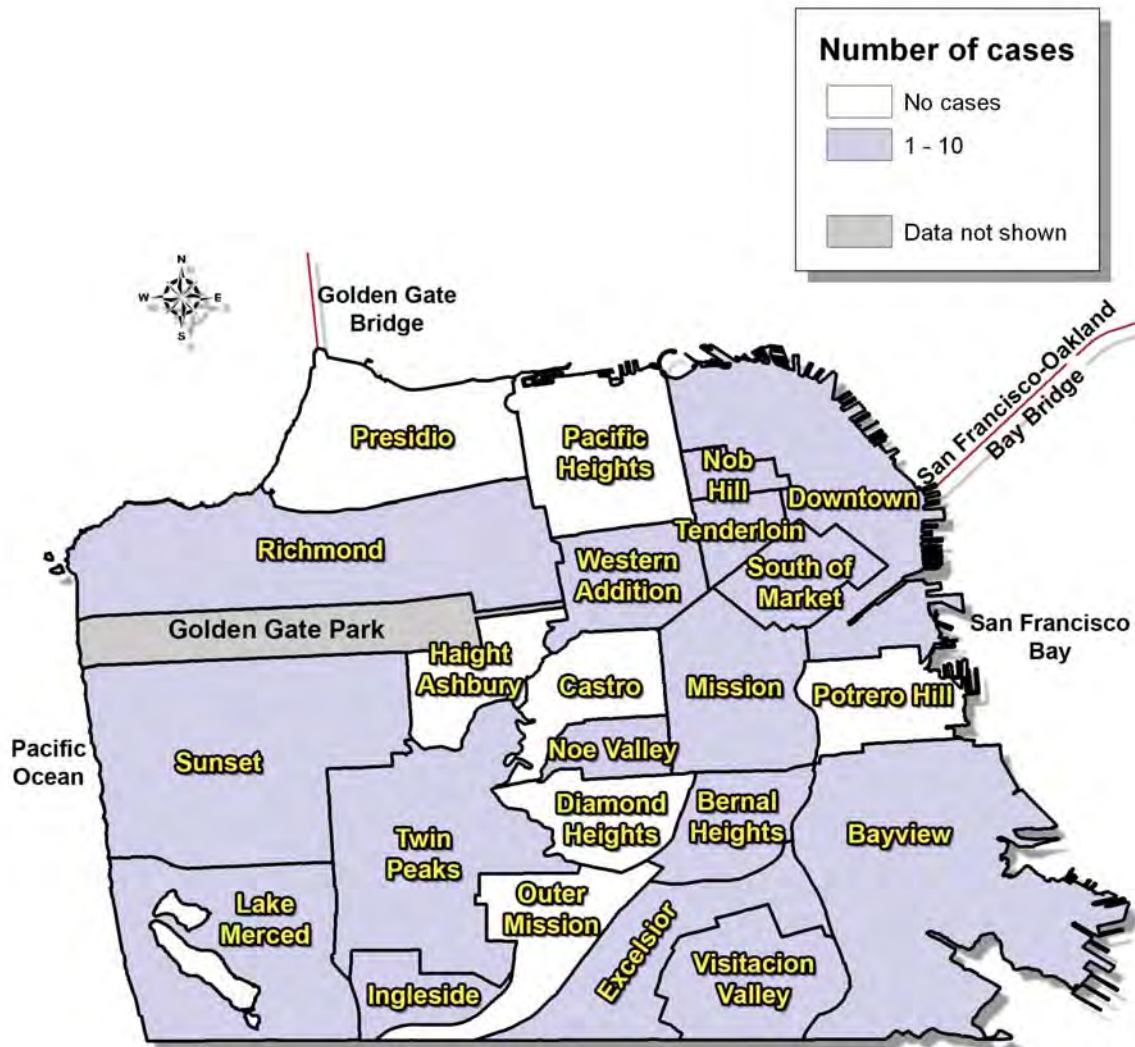 Number of cases
No cases
1 - 10
Data not shown
N
W E
S
Golden Gate
Bridge
San Francisco-Oakland
Bay Bridge
Presidio
Pacific
Heights
Nob
Hill
Downtown
Tenderloin
Richmond
Western
Addition
South of
Market
Golden Gate Park
San Francisco
Bay
Haight
Ashbury
Castro
Mission
Potrero Hill
Pacific
Ocean
Sunset
Noe Valley
Diamond
Heights
Bernal
Heights
Bayview
Twin
Peaks
Outer
Mission
Lake
Merced
Excelsior
Visitacion
Valley
Ingleside